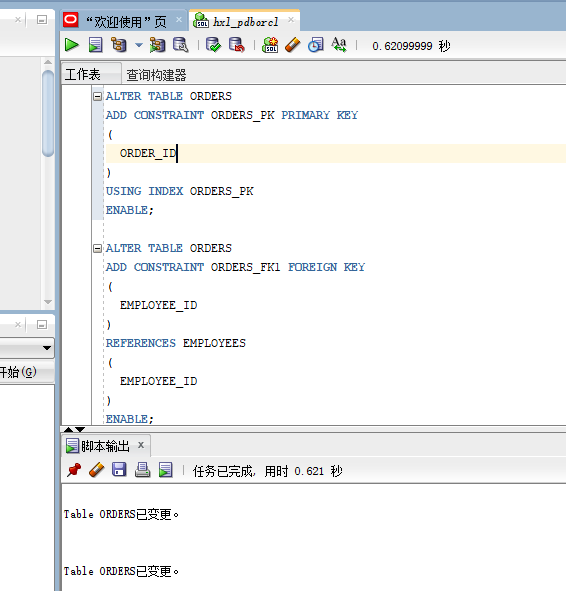 “欢迎使用”页
hxl_pdborcl
0.62099999 秒
工作表
查询构建器
ALTER TABLE ORDERS
ADD CONSTRAINT ORDERS_PK PRIMARY KEY
(
ORDER_ID
)
USING INDEX ORDERS_PK
ENABLE;
ALTER TABLE ORDERS
ADD CONSTRAINT ORDERS_FK1 FOREIGN KEY
(
EMPLOYEE_ID
)
REFERENCES EMPLOYEES
(
EMPLOYEE_ID
)
ENABLE;
开始(G)
脚本输出
任务已完成, 用时 0.621 秒
Table ORDERS已变更。
Table ORDERS已变更。